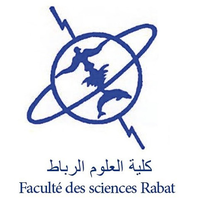 كلية العلوم الرباط
Faculté des sciences Rabat